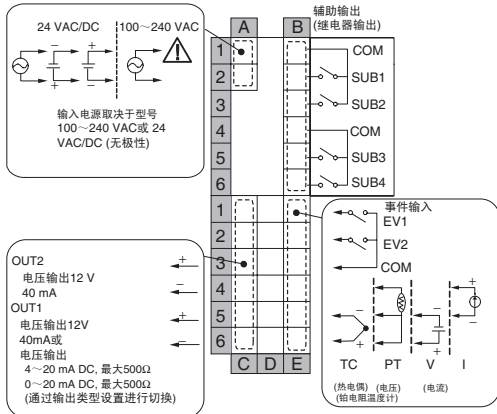 24 VAC/DC
100～240 VAC
输入电源取决于型号
100～240 VAC或 24
VAC/DC (无极性)
A
B
辅助输出
(继电器输出)
1
2
3
4
5
6
COM
SUB1
SUB2
COM
SUB3
SUB4
1
2
3
4
5
6
C
D
E
OUT2
电压输出12 V
40 mA
OUT1
电压输出12V
40mA或
电压输出
4～20 mA DC, 最大500Ω
0～20 mA DC, 最大500Ω
(通过输出类型设置进行切换)
+
−
+
−
事件输入
EV1
EV2
COM
TC
PT
V
I
(热电偶)
(电压)
(电流)
(铂电阻温度计)